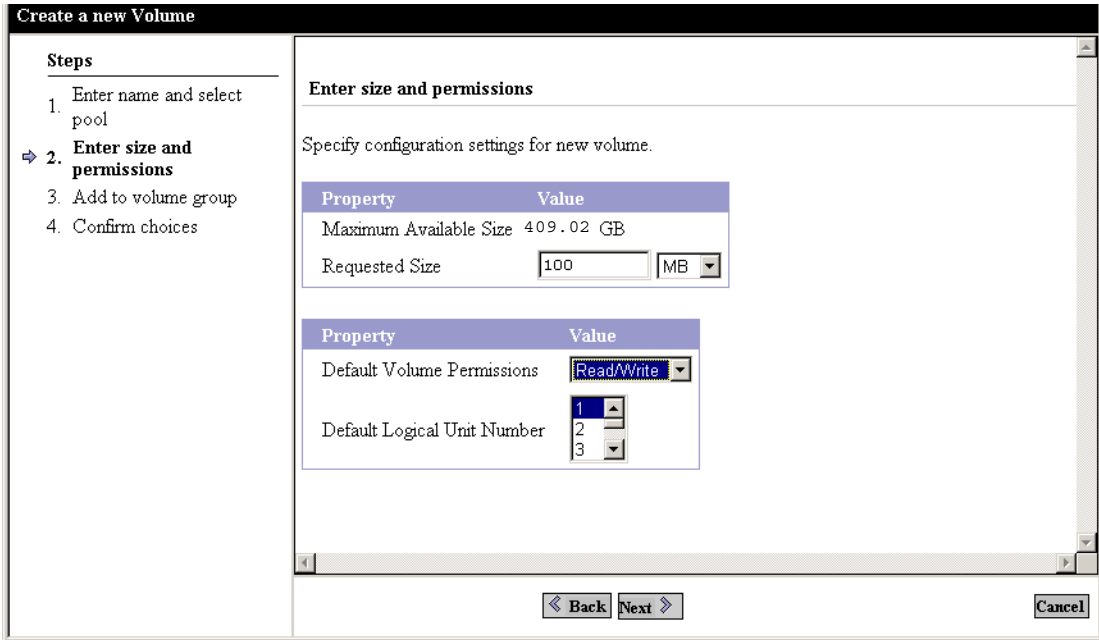 Create a new Volume
Steps
1. Enter name and select
pool
2. Enter size and
permissions
3. Add to volume group
4. Confirm choices
Enter size and permissions
Specify configuration settings for new volume.
Property Value
Maximum Available Size 409.02 GB
Requested Size 100 MB
Property Value
Default Volume Permissions Read/Write
Default Logical Unit Number 1
2
3
Back Next Cancel